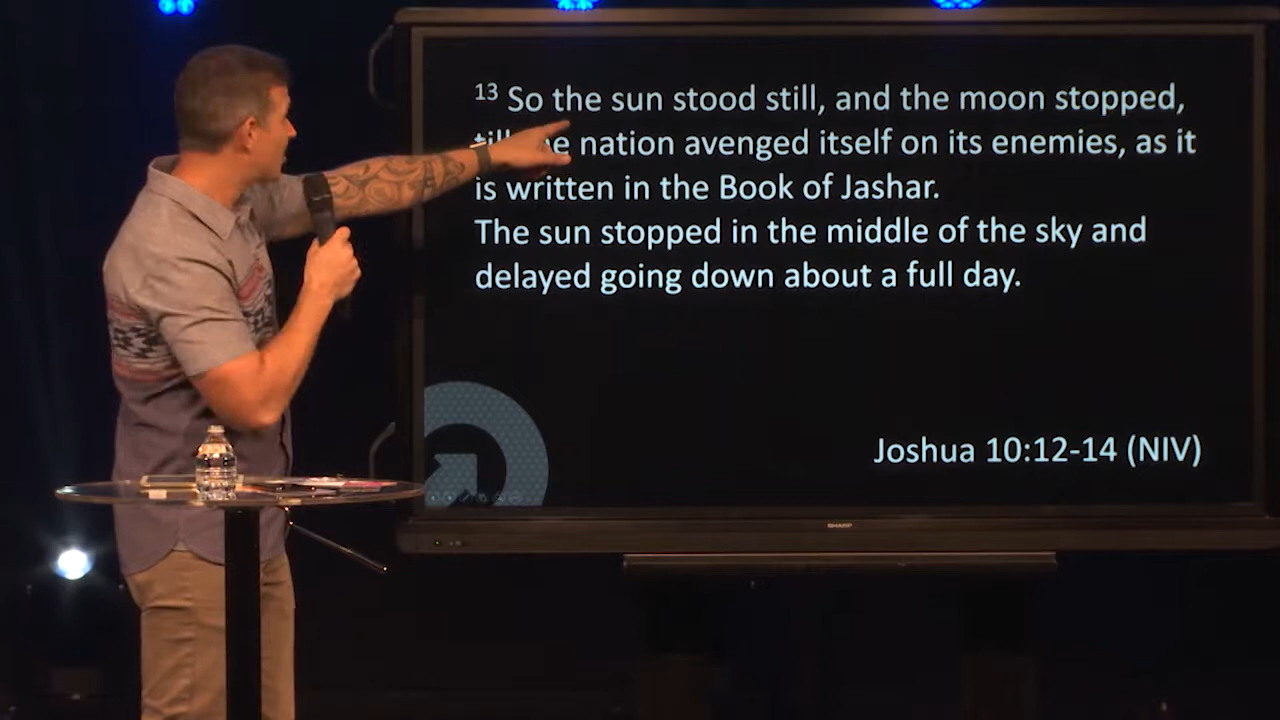 13 So the sun stood still, and the moon stopped,
nation avenged itself on its enemies, as it
is written in the Book of Jashar.
The sun stopped in the middle of the sky and
delayed going down about a full day.
Joshua 10:12-14 (NIV)
SHARP